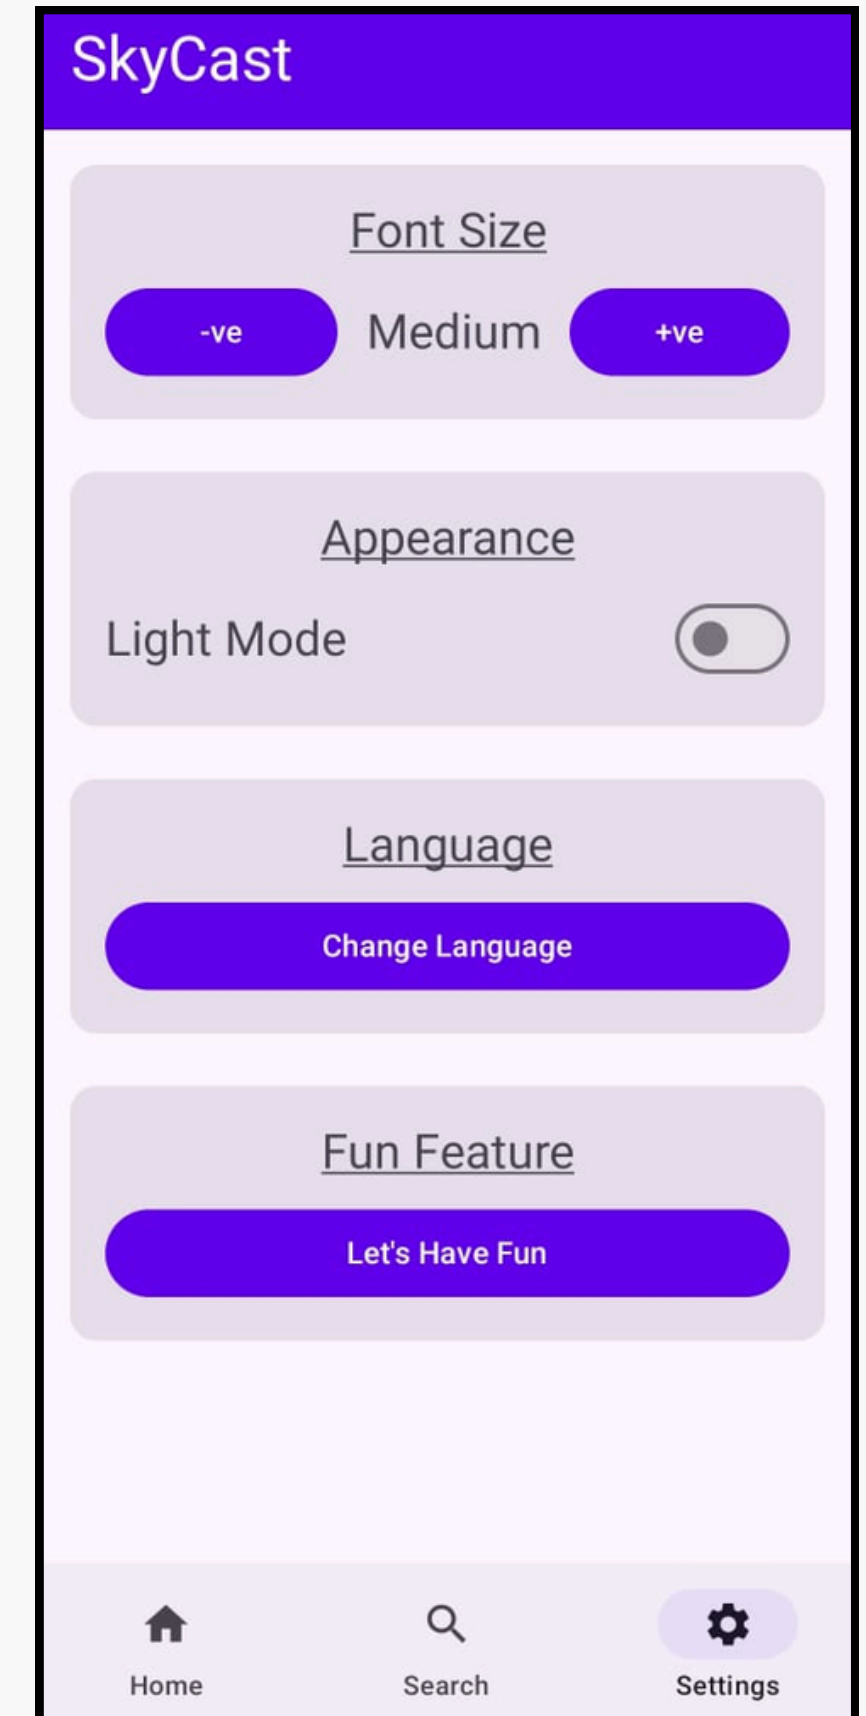 SkyCast
Font Size
-ve Medium +ve
Appearance
Light Mode
Language
Change Language
Fun Feature
Let's Have Fun
Home Search Settings